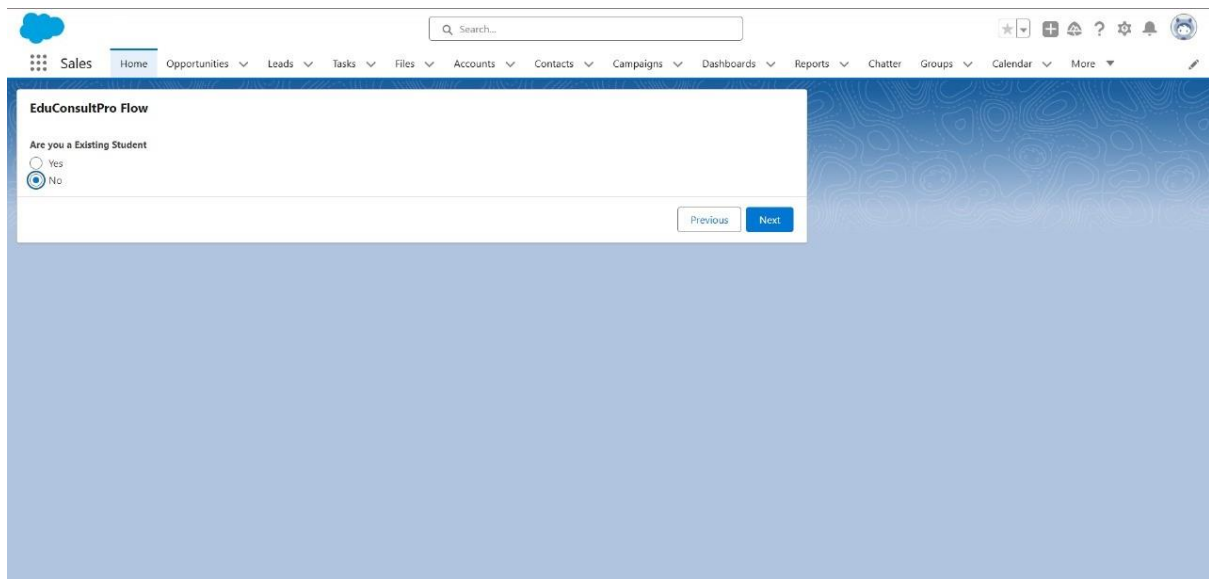 Search...
Sales Home Opportunities Leads Tasks Files Accounts Contacts Campaigns Dashboards Reports Chatter Groups Calendar More
EduConsultPro Flow
Are you a Existing Student
Yes
No
Previous Next